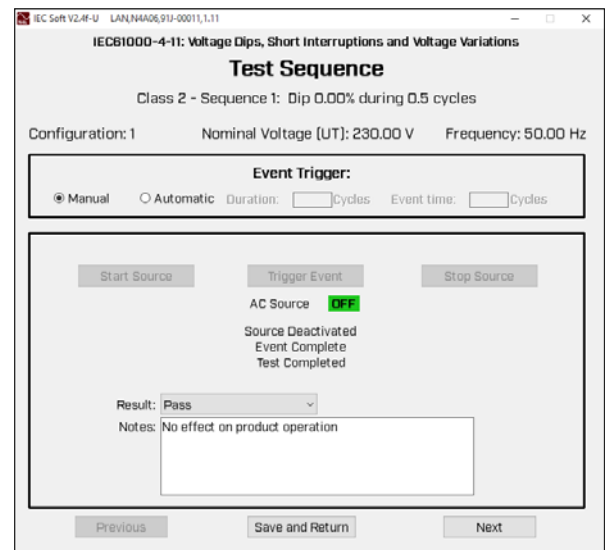 IEC Soft V2.4f-U LAN,N4A06,91J-00011,1.11
IEC61000-4-11: Voltage Dips, Short Interruptions and Voltage Variations
Test Sequence
Class 2 - Sequence 1: Dip 0.00% during 0.5 cycles
Configuration: 1 Nominal Voltage (UT): 230.00 V Frequency: 50.00 Hz
Event Trigger:
Manual Automatic Duration: Cycles Event time: Cycles
Start Source Trigger Event Stop Source
AC Source OFF
Source Deactivated
Event Complete
Test Completed
Result: Pass
Notes: No effect on product operation
Previous Save and Return Next